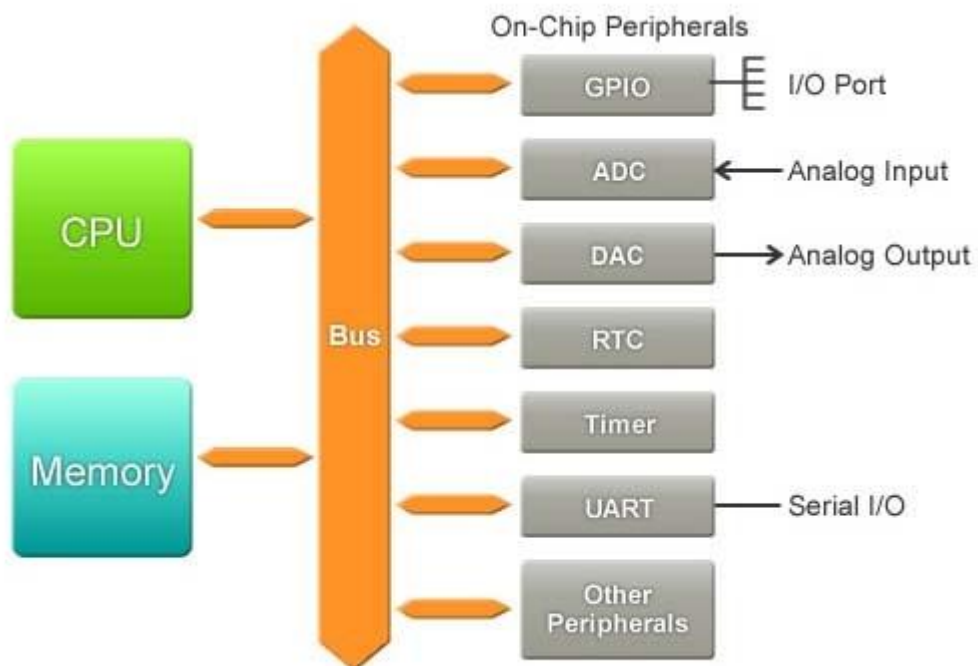 On-Chip Peripherals
GPIO
I/O Port
CPU
ADC
Analog Input
DAC
Analog Output
Bus
RTC
Memory
Timer
UART
Serial I/O
Other
Peripherals